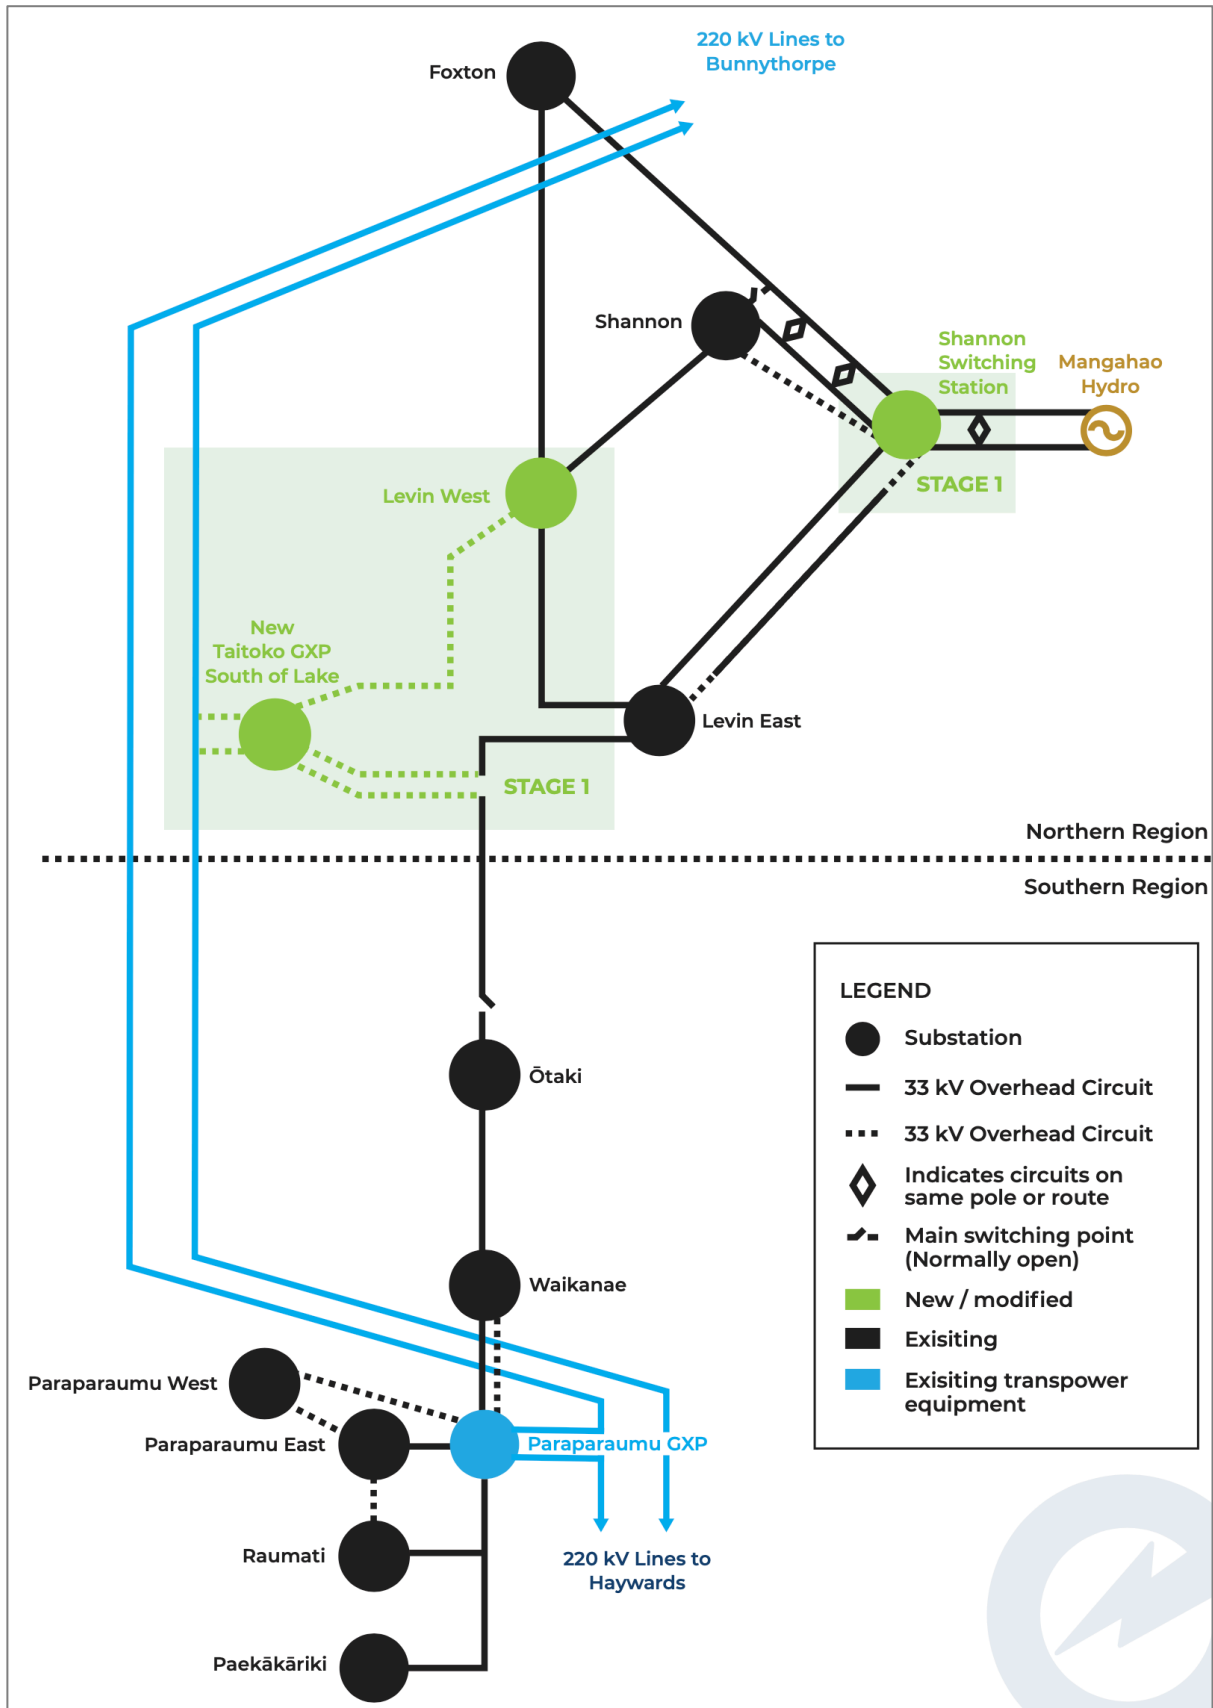 220 kV Lines to
Bunnythorpe
Foxton
Shannon
Shannon
Switching
Station
Mangahao
Hydro
STAGE 1
Levin West
New
Taitoko GXP
South of Lake
Levin East
STAGE 1
Northern Region
Southern Region
LEGEND
Substation
33 kV Overhead Circuit
33 kV Overhead Circuit
Indicates circuits on
same pole or route
Main switching point
(Normally open)
New / modified
Exisiting
Exisiting transpower
equipment
Ōtaki
Waikanae
Paraparaumu West
Paraparaumu East
Paraparaumu GXP
Raumati
220 kV Lines to
Haywards
Paekākāriki